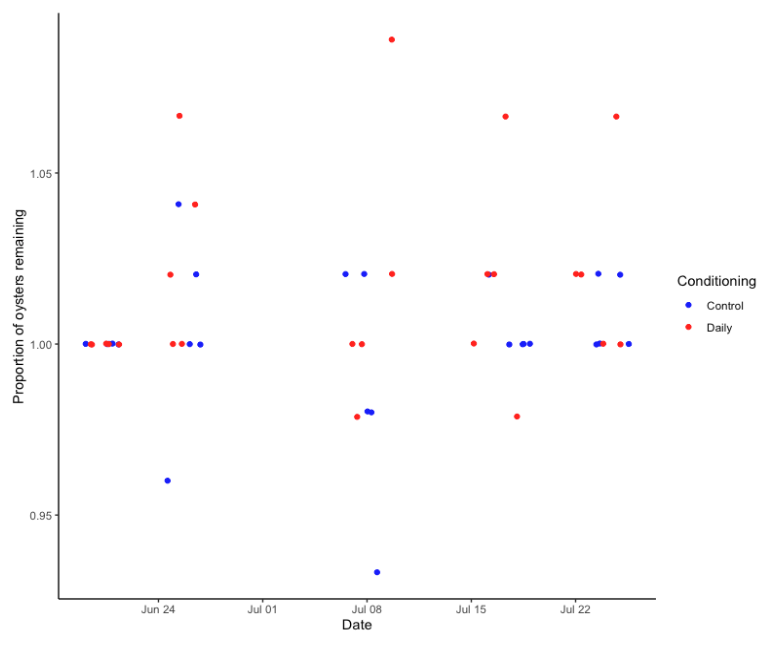 Proportion of oysters remaining
1.05
1.00
0.95
Jun 24
Jul 01
Jul 08
Jul 15
Jul 22
Date
Conditioning
Control
Daily